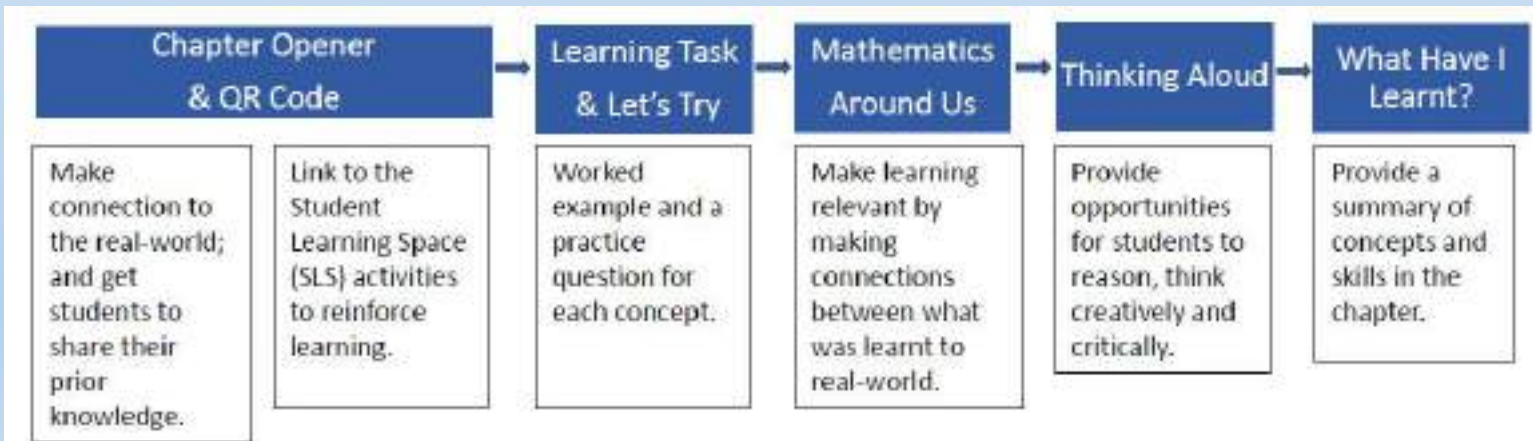 Chapter Opener
& QR Code
Learning Task
& Let's Try
Mathematics
Around Us
Thinking Aloud
What Have I
Learnt?
Make
connection to
the real-world;
and get
students to
share their
prior
knowledge.
Link to the
Student
Learning Space
(SLS) activities
to reinforce
learning.
Worked
example and a
practice
question for
each concept.
Make learning
relevant by
making
connections
between what
was learnt to
real-world.
Provide
opportunities
for students to
reason, think
creatively and
critically.
Provide a
summary of
concepts and
skills in the
chapter.